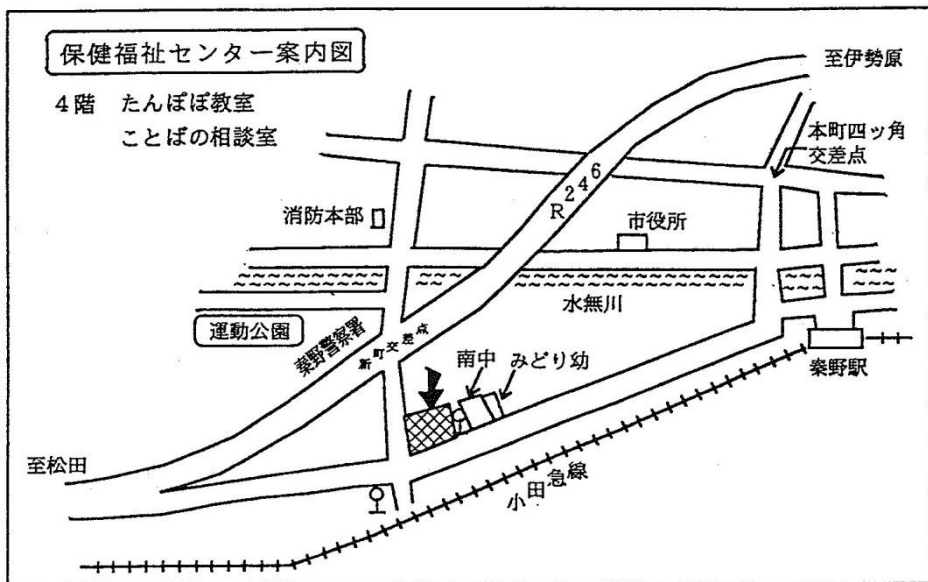 保健福祉センター案内図
4階 たんぽぽ教室
ことばの相談室
至伊勢原
本町四ッ角
交差点
R246
消防本部
市役所
水無川
運動公園
秦野警察署
新町交差点
南中
みどり幼
秦野駅
至松田
小田急線